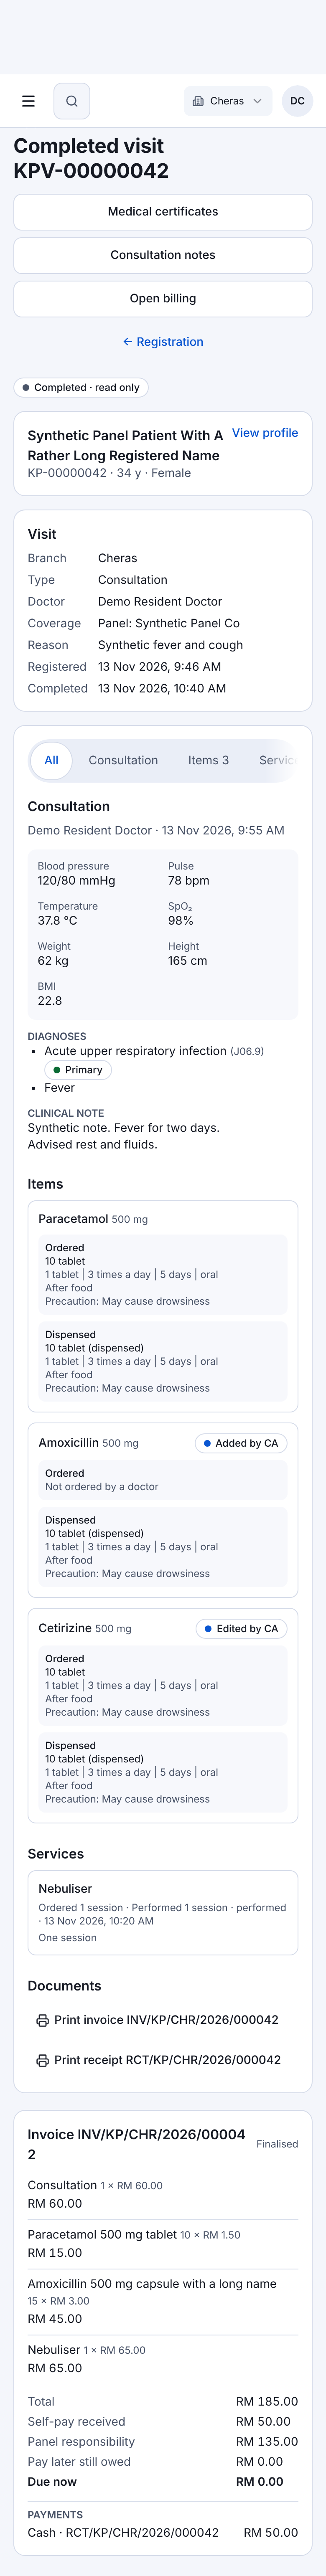 Cheras
DC
Completed visit
KPV-00000042
Medical certificates
Consultation notes
Open billing
← Registration
Completed · read only
Synthetic Panel Patient With A
Rather Long Registered Name
View profile
KP-00000042 · 34 y · Female
Visit
Branch Cheras
Type Consultation
Doctor Demo Resident Doctor
Coverage Panel: Synthetic Panel Co
Reason Synthetic fever and cough
Registered 13 Nov 2026, 9:46 AM
Completed 13 Nov 2026, 10:40 AM
All Consultation Items 3 Servic
Consultation
Demo Resident Doctor · 13 Nov 2026, 9:55 AM
Blood pressure Pulse
120/80 mmHg 78 bpm
Temperature SpO₂
37.8 °C 98%
Weight Height
62 kg 165 cm
BMI
22.8
DIAGNOSES
• Acute upper respiratory infection (J06.9)
Primary
• Fever
CLINICAL NOTE
Synthetic note. Fever for two days.
Advised rest and fluids.
Items
Paracetamol 500 mg
Ordered
10 tablet
1 tablet | 3 times a day | 5 days | oral
After food
Precaution: May cause drowsiness
Dispensed
10 tablet (dispensed)
1 tablet | 3 times a day | 5 days | oral
After food
Precaution: May cause drowsiness
Amoxicillin 500 mg Added by CA
Ordered
Not ordered by a doctor
Dispensed
10 tablet (dispensed)
1 tablet | 3 times a day | 5 days | oral
After food
Precaution: May cause drowsiness
Cetirizine 500 mg Edited by CA
Ordered
10 tablet
1 tablet | 3 times a day | 5 days | oral
After food
Precaution: May cause drowsiness
Dispensed
10 tablet (dispensed)
1 tablet | 3 times a day | 5 days | oral
After food
Precaution: May cause drowsiness
Services
Nebuliser
Ordered 1 session · Performed 1 session · performed
· 13 Nov 2026, 10:20 AM
One session
Documents
Print invoice INV/KP/CHR/2026/000042
Print receipt RCT/KP/CHR/2026/000042
Invoice INV/KP/CHR/2026/00004
2
Finalised
Consultation 1 × RM 60.00
RM 60.00
Paracetamol 500 mg tablet 10 × RM 1.50
RM 15.00
Amoxicillin 500 mg capsule with a long name
15 × RM 3.00
RM 45.00
Nebuliser 1 × RM 65.00
RM 65.00
Total RM 185.00
Self-pay received RM 50.00
Panel responsibility RM 135.00
Pay later still owed RM 0.00
Due now RM 0.00
PAYMENTS
Cash · RCT/KP/CHR/2026/000042 RM 50.00